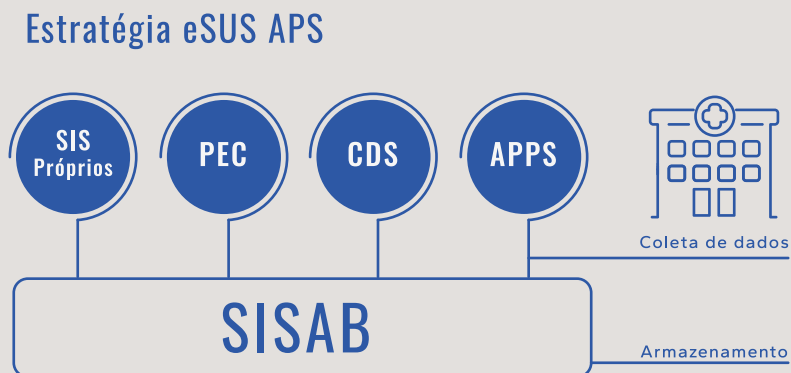 Estratégia eSUS APS
SIS
Próprios
PEC
CDS
APPS
Coleta de dados
SISAB
Armazenamento